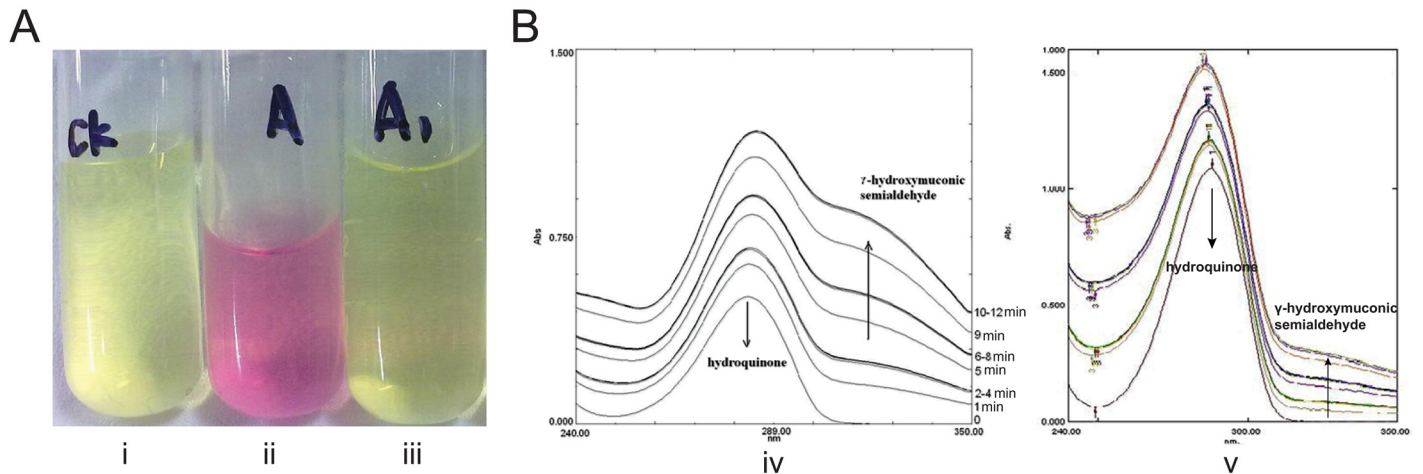 A
B
CK
A
A₁
i
ii
iii
1.500
0.750
0.000
Abs
240.00
289.00
350.00
nm
γ-hydroxymuconic
semialdehyde
hydroquinone
10-12 min
9 min
6-8 min
5 min
2-4 min
1 min
0
iv
1.000
1.500
1.000
0.500
0.000
Abs.
240.00
300.00
350.00
nm.
hydroquinone
γ-hydroxymuconic
semialdehyde
v